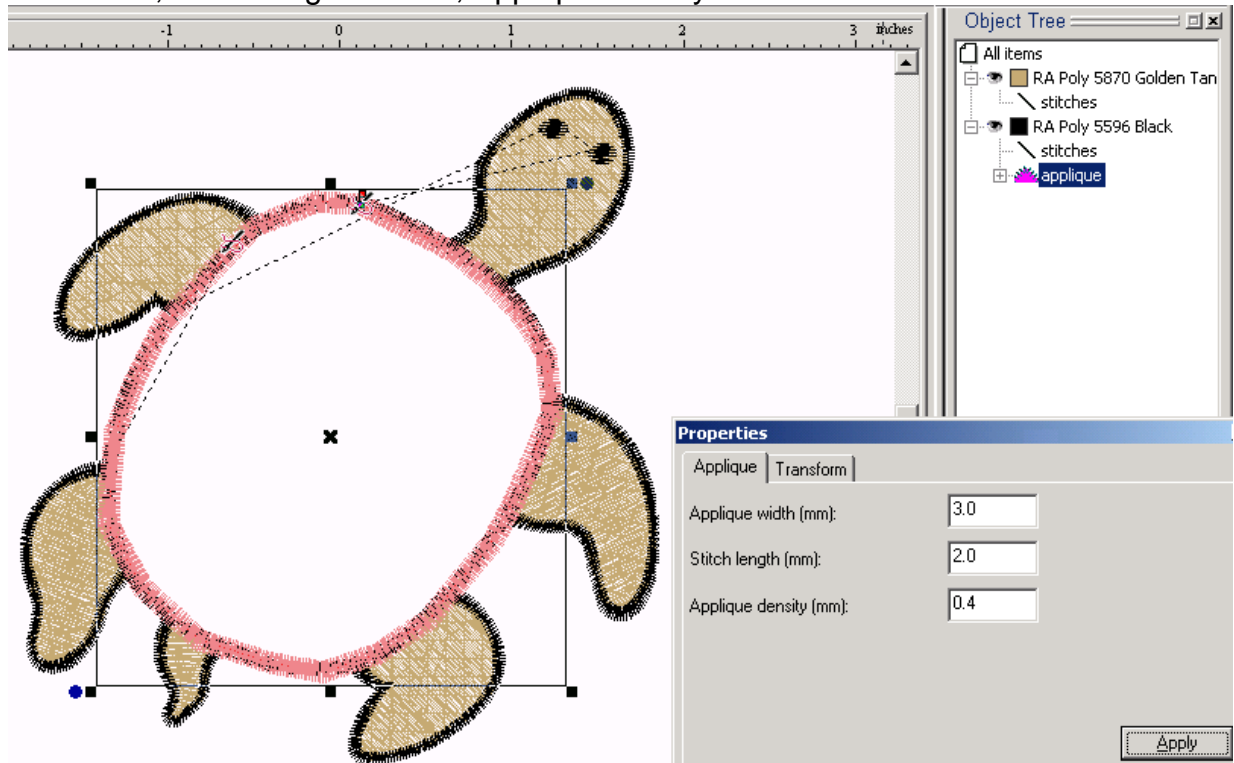 -1 0 1 2 3 inches
Object Tree
All items
RA Poly 5870 Golden Tan
stitches
RA Poly 5596 Black
stitches
applique
Properties
Applique Transform
Applique width (mm): 3.0
Stitch length (mm): 2.0
Applique density (mm): 0.4
Apply